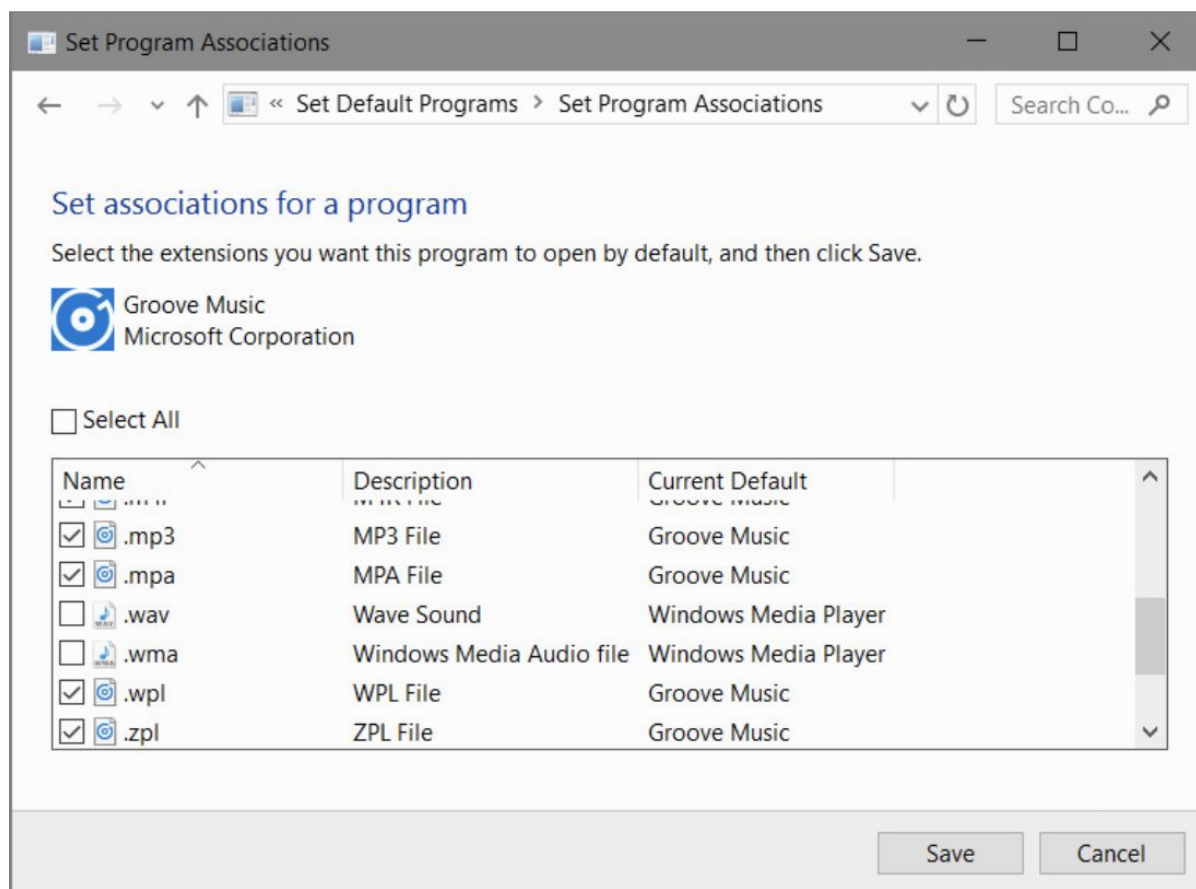 Set Program Associations
« Set Default Programs > Set Program Associations Search Co...
Set associations for a program
Select the extensions you want this program to open by default, and then click Save.
Groove Music
Microsoft Corporation
Select All
Name Description Current Default
Groove Music
.mp3 MP3 File Groove Music
.mpa MPA File Groove Music
WAV .wav Wave Sound Windows Media Player
WMA .wma Windows Media Audio file Windows Media Player
.wpl WPL File Groove Music
.zpl ZPL File Groove Music
Save Cancel